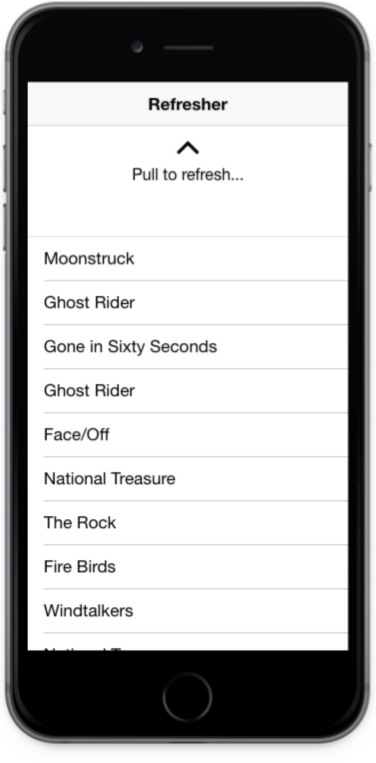 Refresher
Pull to refresh...
Moonstruck
Ghost Rider
Gone in Sixty Seconds
Ghost Rider
Face/Off
National Treasure
The Rock
Fire Birds
Windtalkers